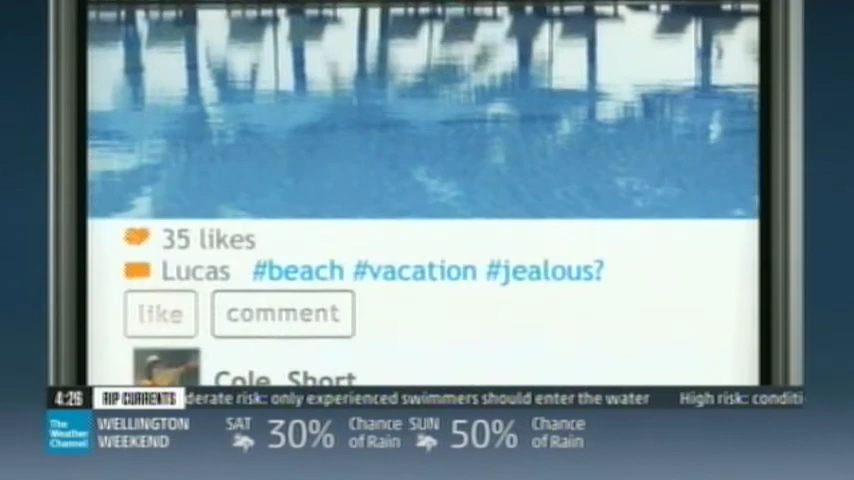 35 likes
Lucas #beach #vacation #jealous?
like comment
Cole_Short
4:26 RIP CURRENTS derate risk: only experienced swimmers should enter the water High risk: conditi
The Weather Channel
WELLINGTON WEEKEND
SAT 30% Chance of Rain SUN 50% Chance of Rain